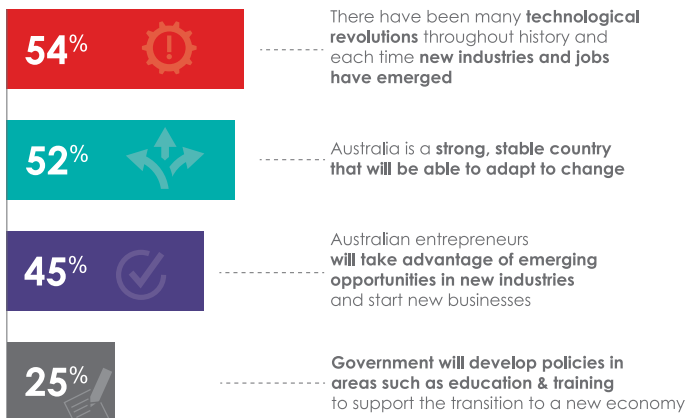 54%
There have been many technological
revolutions throughout history and
each time new industries and jobs
have emerged
52%
Australia is a strong, stable country
that will be able to adapt to change
45%
Australian entrepreneurs
will take advantage of emerging
opportunities in new industries
and start new businesses
25%
Government will develop policies in
areas such as education & training
to support the transition to a new economy